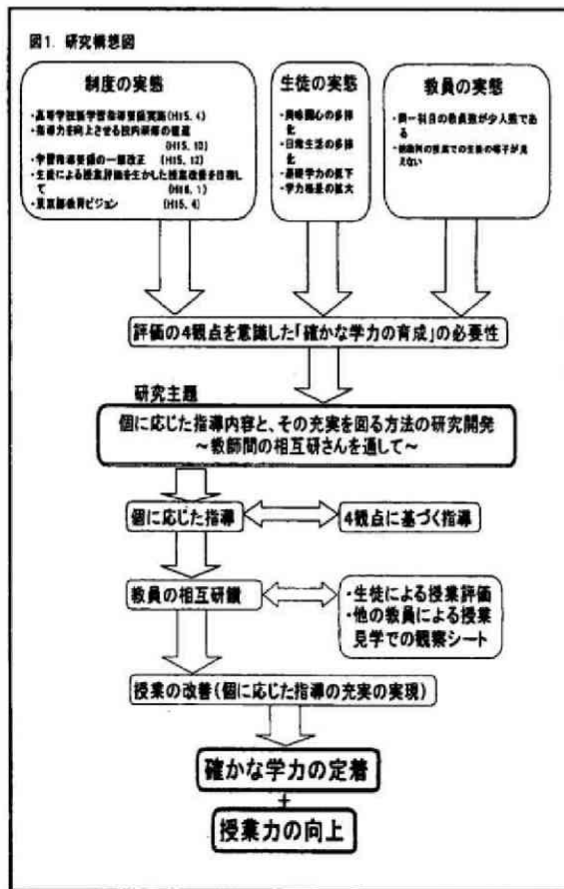 図1. 研究構想図
制度の実態
・高等学校新学習指導要領実施(H15.4)
・指導力を向上させる校内研修の推進
(H15.10)
・学習指導要領の一部改正 (H15.12)
・生徒による授業評価を生かした授業改善を目指し
て (H16.1)
・東京都教育ビジョン (H15.4)
生徒の実態
・興味関心の多様
化
・日常生活の多様
化
・基礎学力の低下
・学力格差の拡大
教員の実態
・同一科目の教員数が少人数であ
る
の授業での生徒の様子が見
えない
評価の4観点を意識した「確かな学力の育成」の必要性
研究主題
個に応じた指導内容と、その充実を図る方法の研究開発
～教師間の相互研さんを通して～
個に応じた指導
4観点に基づく指導
教員の相互研鑽
・生徒による授業評価
・他の教員による授業
見学での観察シート
授業の改善(個に応じた指導の充実の実現)
確かな学力の定着
+
授業力の向上